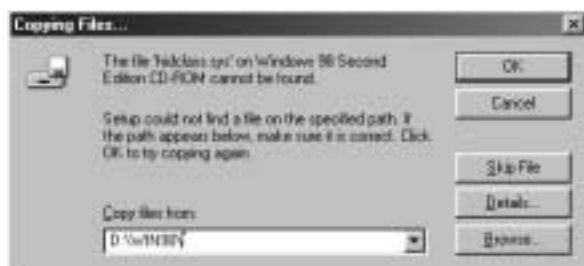 Copying Files...
The file 'hidclass.sys' on Windows 98 Second
Edition CD-ROM cannot be found.
Setup could not find a file on the specified path. If
the path appears below, make sure it is correct. Click
OK to try copying again.
Copy files from:
OK
Cancel
Skip File
Details...
Browse...